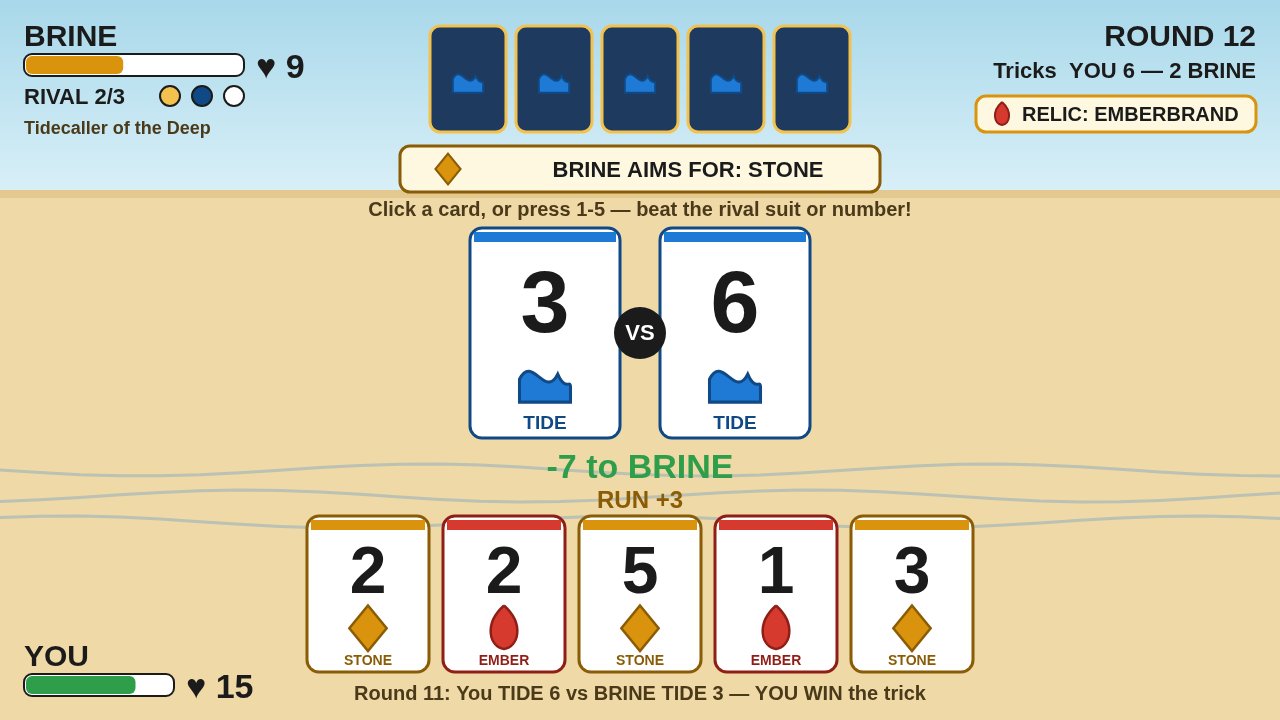 BRINE
♥ 9
RIVAL 2/3
Tidecaller of the Deep
ROUND 12
Tricks YOU 6 — 2 BRINE
RELIC: EMBERBRAND
BRINE AIMS FOR: STONE
Click a card, or press 1-5 — beat the rival suit or number!
3
TIDE
VS
6
TIDE
-7 to BRINE
RUN +3
2
STONE
2
EMBER
5
STONE
1
EMBER
3
STONE
YOU
♥ 15
Round 11: You TIDE 6 vs BRINE TIDE 3 — YOU WIN the trick